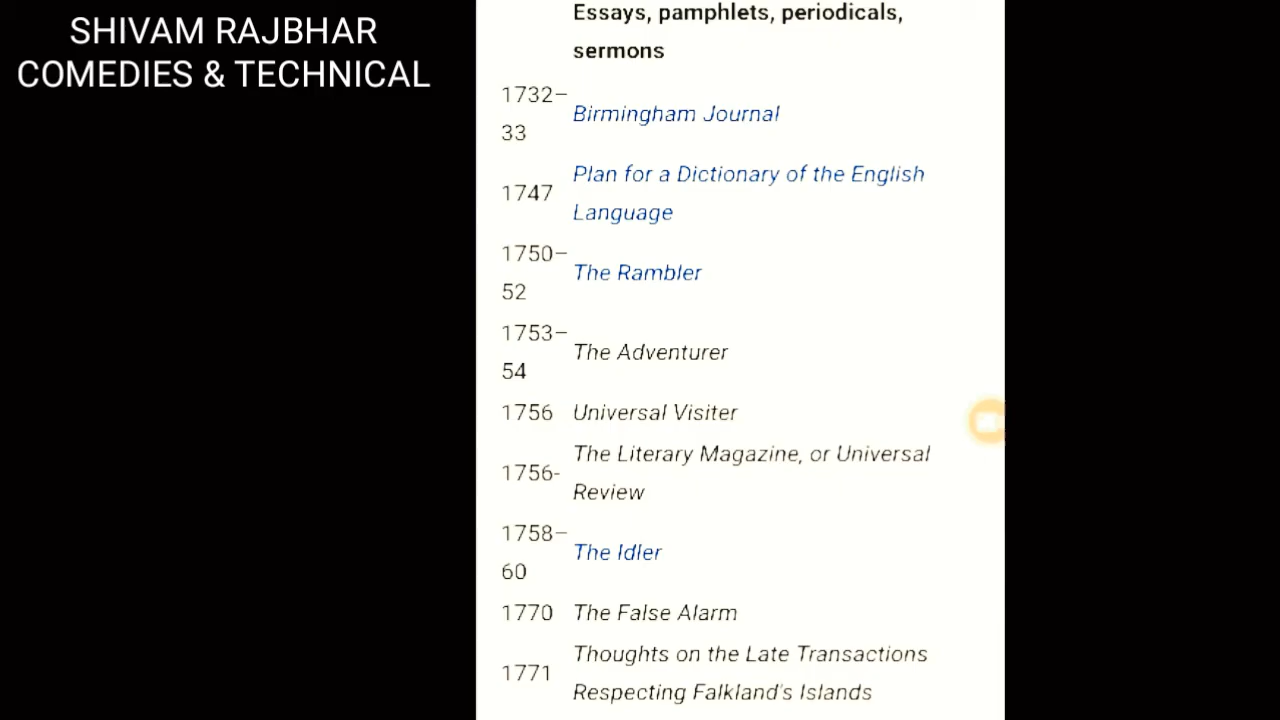 SHIVAM RAJBHAR
COMEDIES & TECHNICAL
Essays, pamphlets, periodicals,
sermons
1732–
33
Birmingham Journal
1747
Plan for a Dictionary of the English
Language
1750–
52
The Rambler
1753–
54
The Adventurer
1756
Universal Visiter
1756-
The Literary Magazine, or Universal
Review
1758–
60
The Idler
1770
The False Alarm
1771
Thoughts on the Late Transactions
Respecting Falkland's Islands